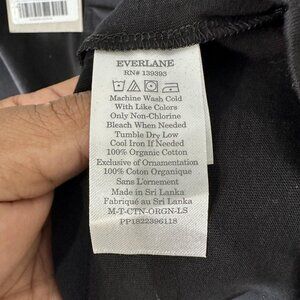 EVERLANE
RN# 139393
Machine Wash Cold
With Like Colors
Only Non-Chlorine
Bleach When Needed
Tumble Dry Low
Cool Iron If Needed
100% Organic Cotton
Exclusive of Ornamentation
100% Coton Organique
Sans L'ornement
Made in Sri Lanka
Fabriqué au Sri Lanka
M-T-CTN-ORGN-LS
PP1822396118